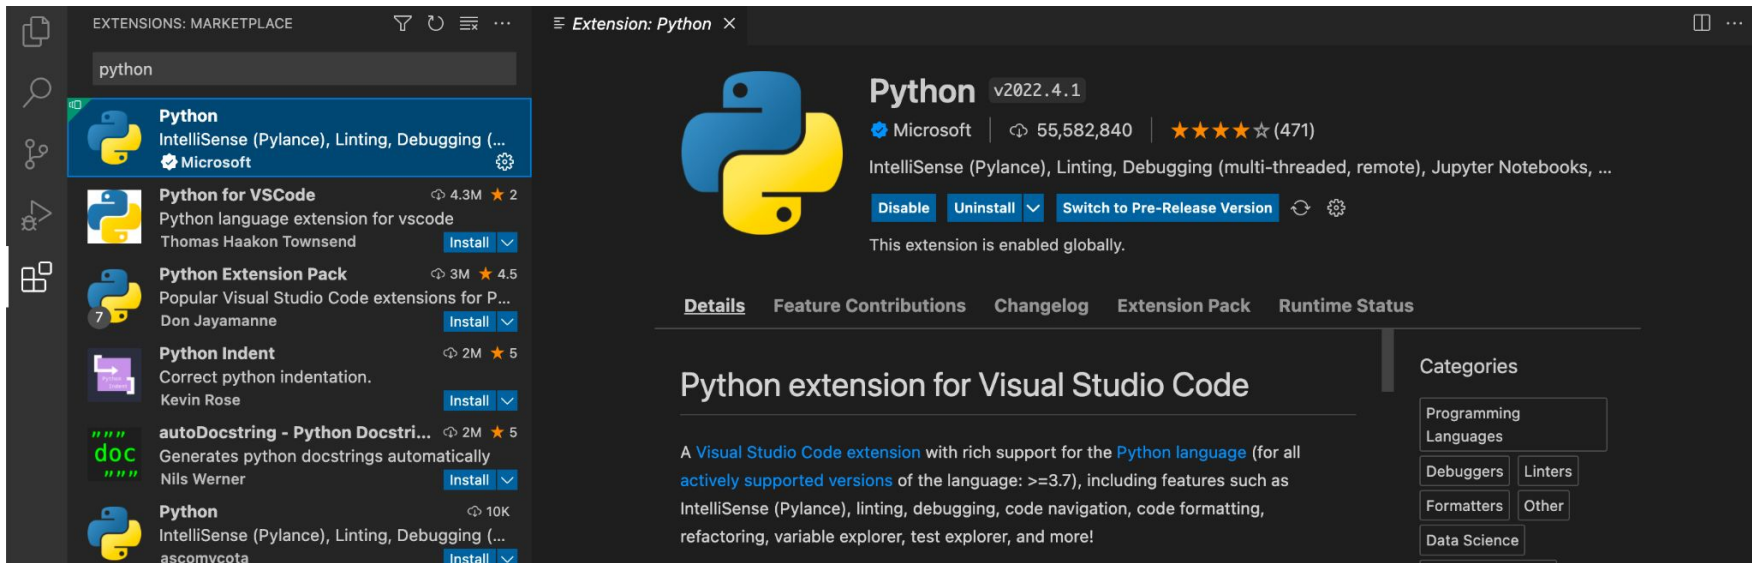 EXTENSIONS: MARKETPLACE
python
Python
IntelliSense (Pylance), Linting, Debugging (...
Microsoft
Python for VSCode 4.3M 2
Python language extension for vscode
Thomas Haakon Townsend Install
Python Extension Pack 3M 4.5
Popular Visual Studio Code extensions for P...
7
Don Jayamanne Install
Python Indent 2M 5
Correct python indentation.
Kevin Rose Install
autoDocstring - Python Docstri... 2M 5
"""
doc
"""
Generates python docstrings automatically
Nils Werner Install
Python 10K
IntelliSense (Pylance), Linting, Debugging (...
ascomycota Install
Extension: Python
Python v2022.4.1
Microsoft 55,582,840 (471)
IntelliSense (Pylance), Linting, Debugging (multi-threaded, remote), Jupyter Notebooks, ...
Disable Uninstall Switch to Pre-Release Version
This extension is enabled globally.
Details Feature Contributions Changelog Extension Pack Runtime Status
Python extension for Visual Studio Code
A Visual Studio Code extension with rich support for the Python language (for all
actively supported versions of the language: >=3.7), including features such as
IntelliSense (Pylance), linting, debugging, code navigation, code formatting,
refactoring, variable explorer, test explorer, and more!
Categories
Programming
Languages
Debuggers Linters
Formatters Other
Data Science